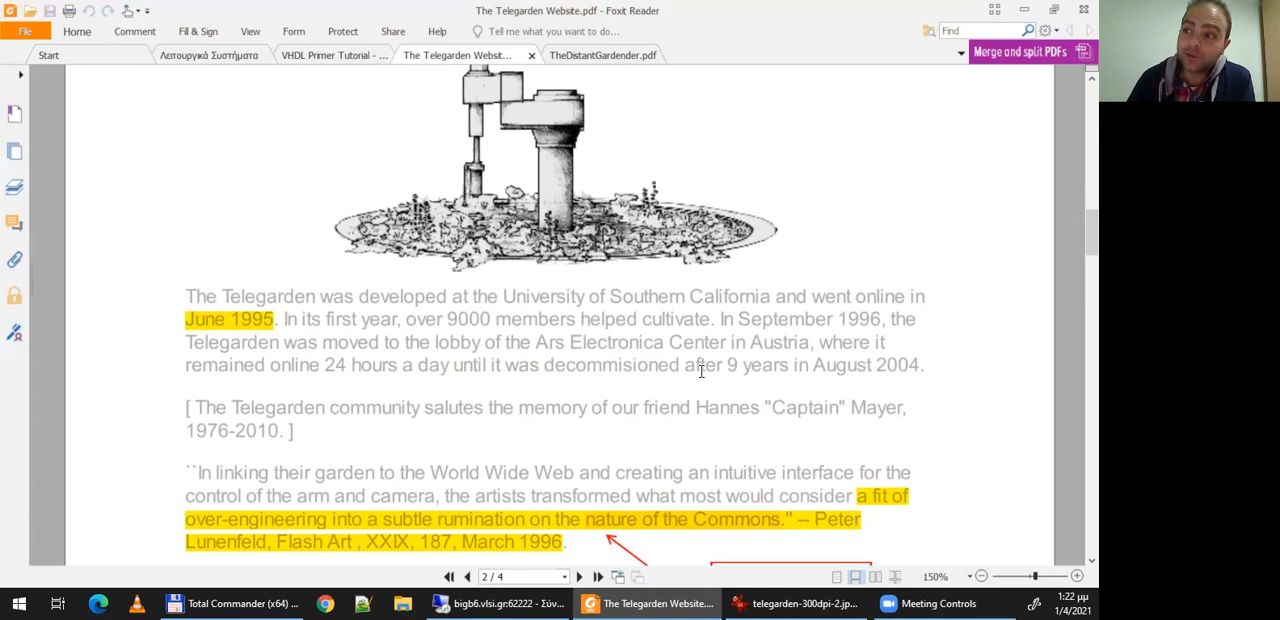 The Telegarden Website.pdf - Foxit Reader
File Home Comment Fill & Sign View Form Protect Share Help Tell me what you want to do... Find
Start Λειτουργικά Συστήματα VHDL Primer Tutorial - ... The Telegarden Websit... TheDistantGardender.pdf Merge and split PDFs
The Telegarden was developed at the University of Southern California and went online in
June 1995. In its first year, over 9000 members helped cultivate. In September 1996, the
Telegarden was moved to the lobby of the Ars Electronica Center in Austria, where it
remained online 24 hours a day until it was decommisioned after 9 years in August 2004.
[ The Telegarden community salutes the memory of our friend Hannes "Captain" Mayer,
1976-2010. ]
``In linking their garden to the World Wide Web and creating an intuitive interface for the
control of the arm and camera, the artists transformed what most would consider a fit of
over-engineering into a subtle rumination on the nature of the Commons.'' -- Peter
Lunenfeld, Flash Art , XXIX, 187, March 1996.
2 / 4 150%
Total Commander (x64) ... bigb6.vlsi.gr:62222 - Σύν... The Telegarden Website.... telegarden-300dpi-2.jp... Meeting Controls 1:22 μμ
1/4/2021